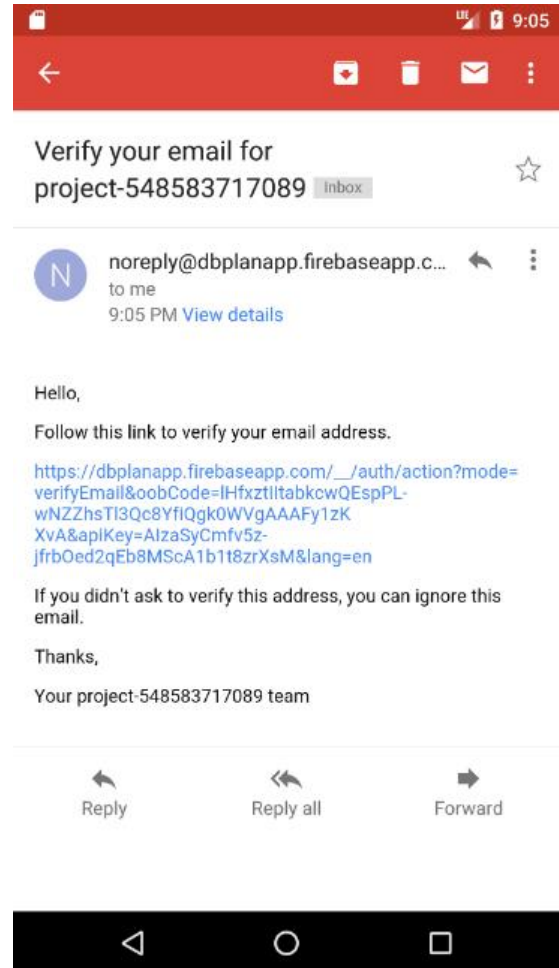 LTE 9:05
Verify your email for
project-548583717089 Inbox
N
noreply@dbplanapp.firebaseapp.c...
to me
9:05 PM View details
Hello,
Follow this link to verify your email address.
https://dbplanapp.firebaseapp.com/__/auth/action?mode=
verifyEmail&oobCode=IHfxztIItabkcwQEspPL-
wNZZhsTI3Qc8YfIQgk0WVgAAAFy1zK
XvA&apiKey=AIzaSyCmfv5z-
jfrbOed2qEb8MScA1b1t8zrXsM&lang=en
If you didn't ask to verify this address, you can ignore this
email.
Thanks,
Your project-548583717089 team
Reply Reply all Forward